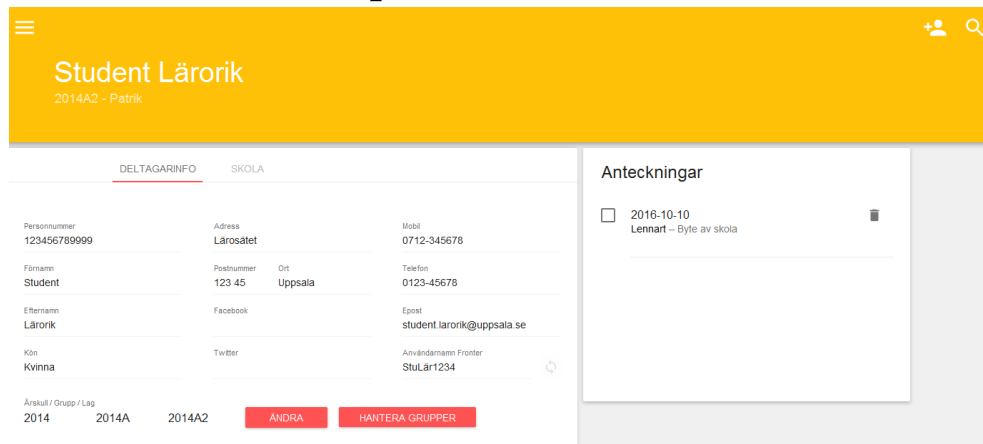 Student Lärorik
2014A2 - Patrik
DELTAGARINFO SKOLA
Personnummer Adress Mobil
123456789999 Lärosätet 0712-345678
Förnamn Postnummer Ort Telefon
Student 123 45 Uppsala 0123-45678
Efternamn Facebook Epost
Lärorik student.larorik@uppsala.se
Kön Twitter Användarnamn Fronter
Kvinna StuLär1234
Årskull / Grupp / Lag
2014 2014A 2014A2 ÄNDRA HANTERA GRUPPER
Anteckningar
2016-10-10
Lennart – Byte av skola